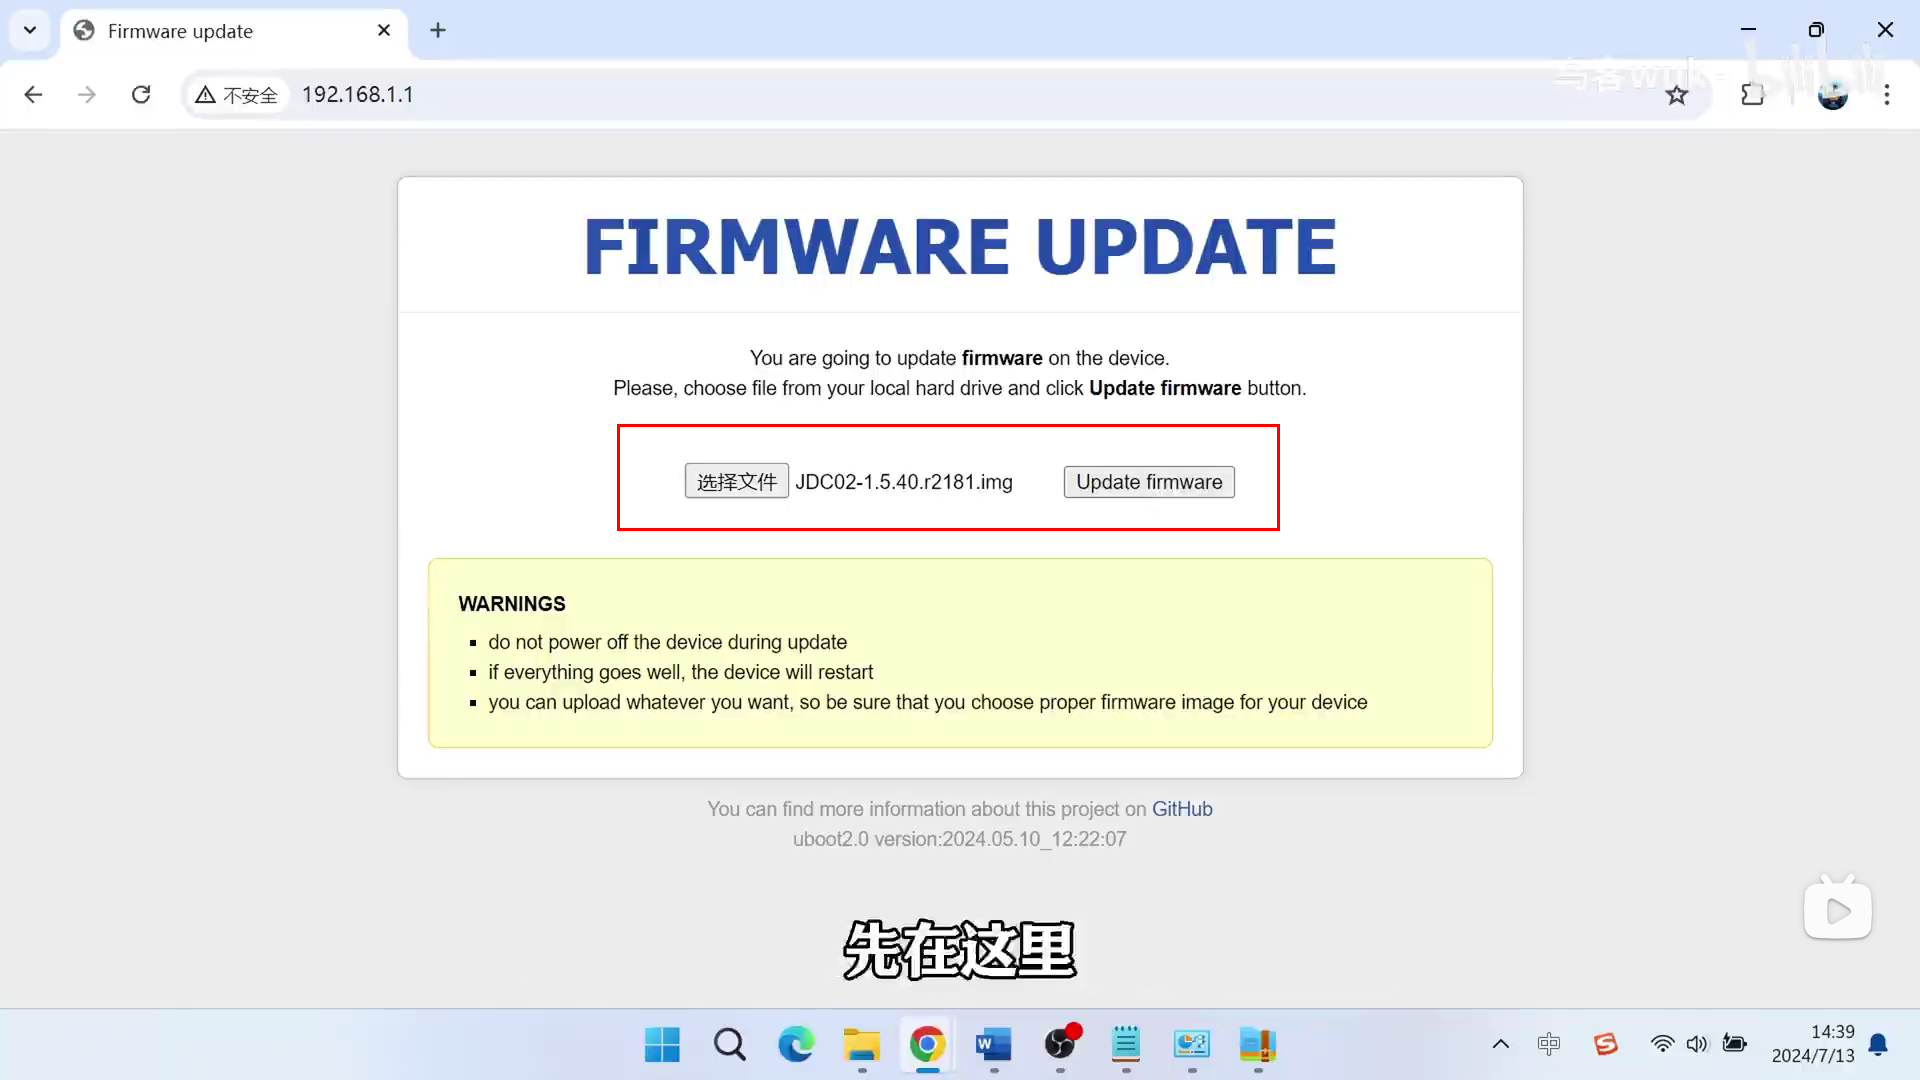 Firmware update
不安全
192.168.1.1
FIRMWARE UPDATE
You are going to update firmware on the device.
Please, choose file from your local hard drive and click Update firmware button.
选择文件 JDC02-1.5.40.r2181.img
Update firmware
WARNINGS
do not power off the device during update
if everything goes well, the device will restart
you can upload whatever you want, so be sure that you choose proper firmware image for your device
You can find more information about this project on GitHub
uboot2.0 version:2024.05.10_12:22:07
先在这里
中
14:39
2024/7/13